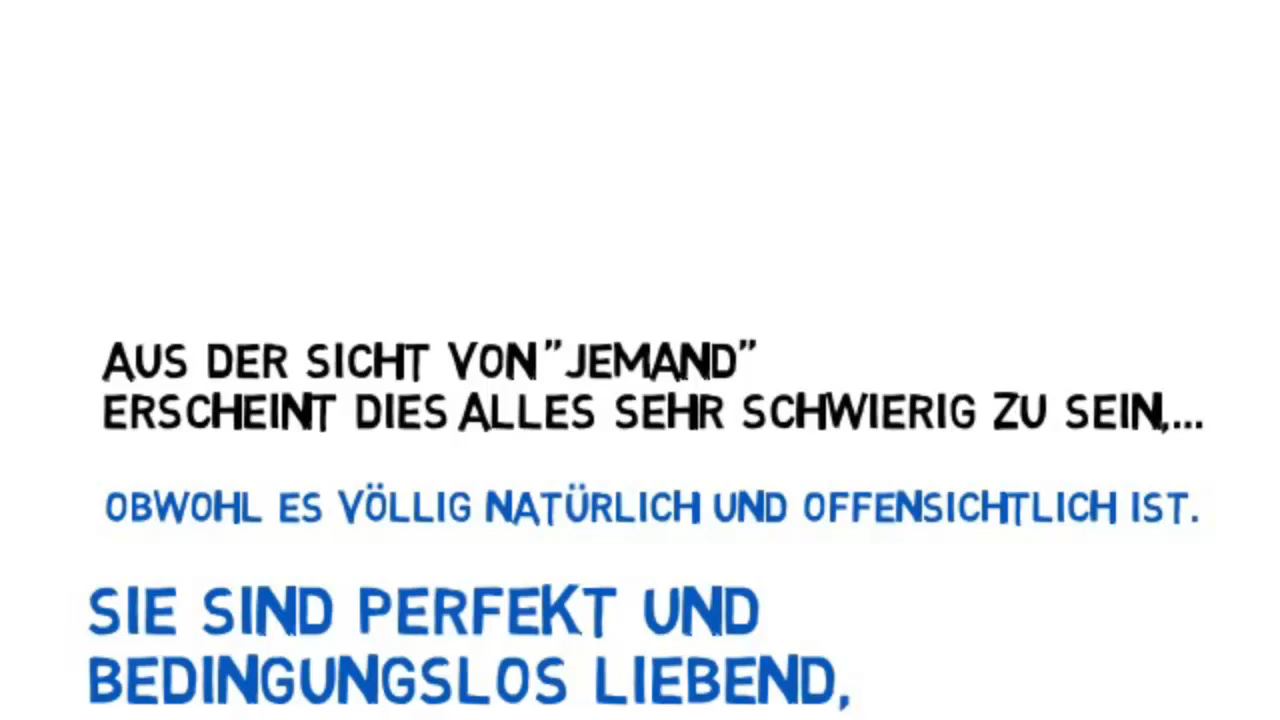 AUS DER SICHT VON "JEMAND"
ERSCHEINT DIES ALLES SEHR SCHWIERIG ZU SEIN,...
OBWOHL ES VÖLLIG NATÜRLICH UND OFFENSICHTLICH IST.
SIE SIND PERFEKT UND
BEDINGUNGSLOS LIEBEND,